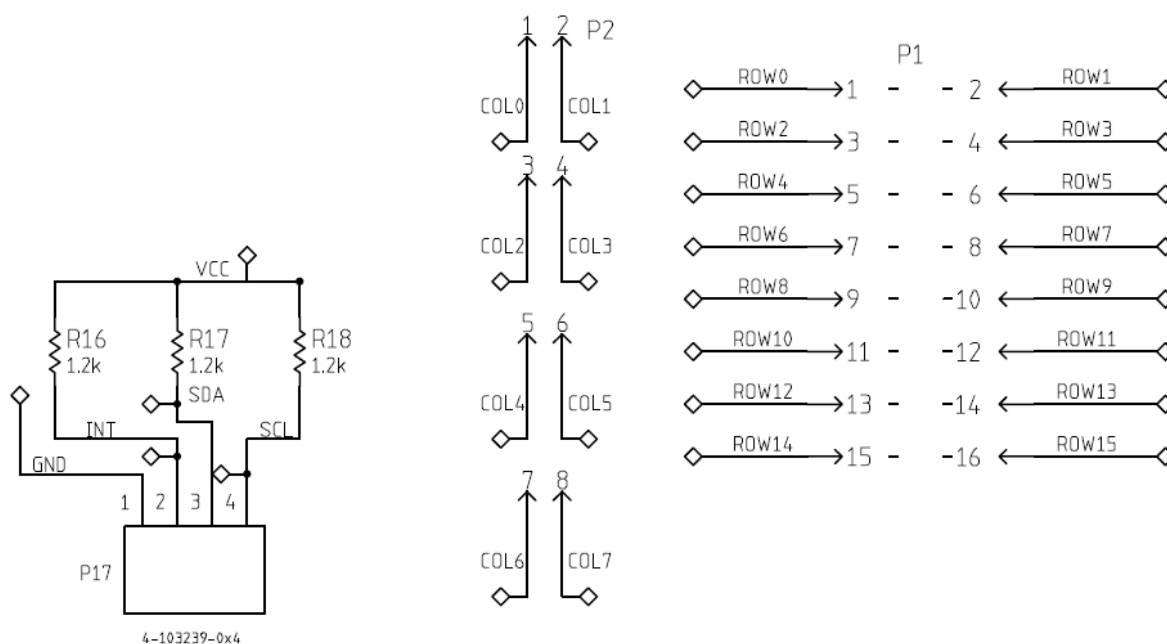 1 2 P2
COL0 COL1
3 4
COL2 COL3
5 6
COL4 COL5
7 8
COL6 COL7
P1
ROW0 1 - - 2 ROW1
ROW2 3 - - 4 ROW3
ROW4 5 - - 6 ROW5
ROW6 7 - - 8 ROW7
ROW8 9 - -10 ROW9
ROW10 11 - -12 ROW11
ROW12 13 - -14 ROW13
ROW14 15 - -16 ROW15
VCC
R16 R17 R18
1.2k 1.2k 1.2k
SDA
INT SCL
GND
1 2 3 4
P17
4-103239-0x4